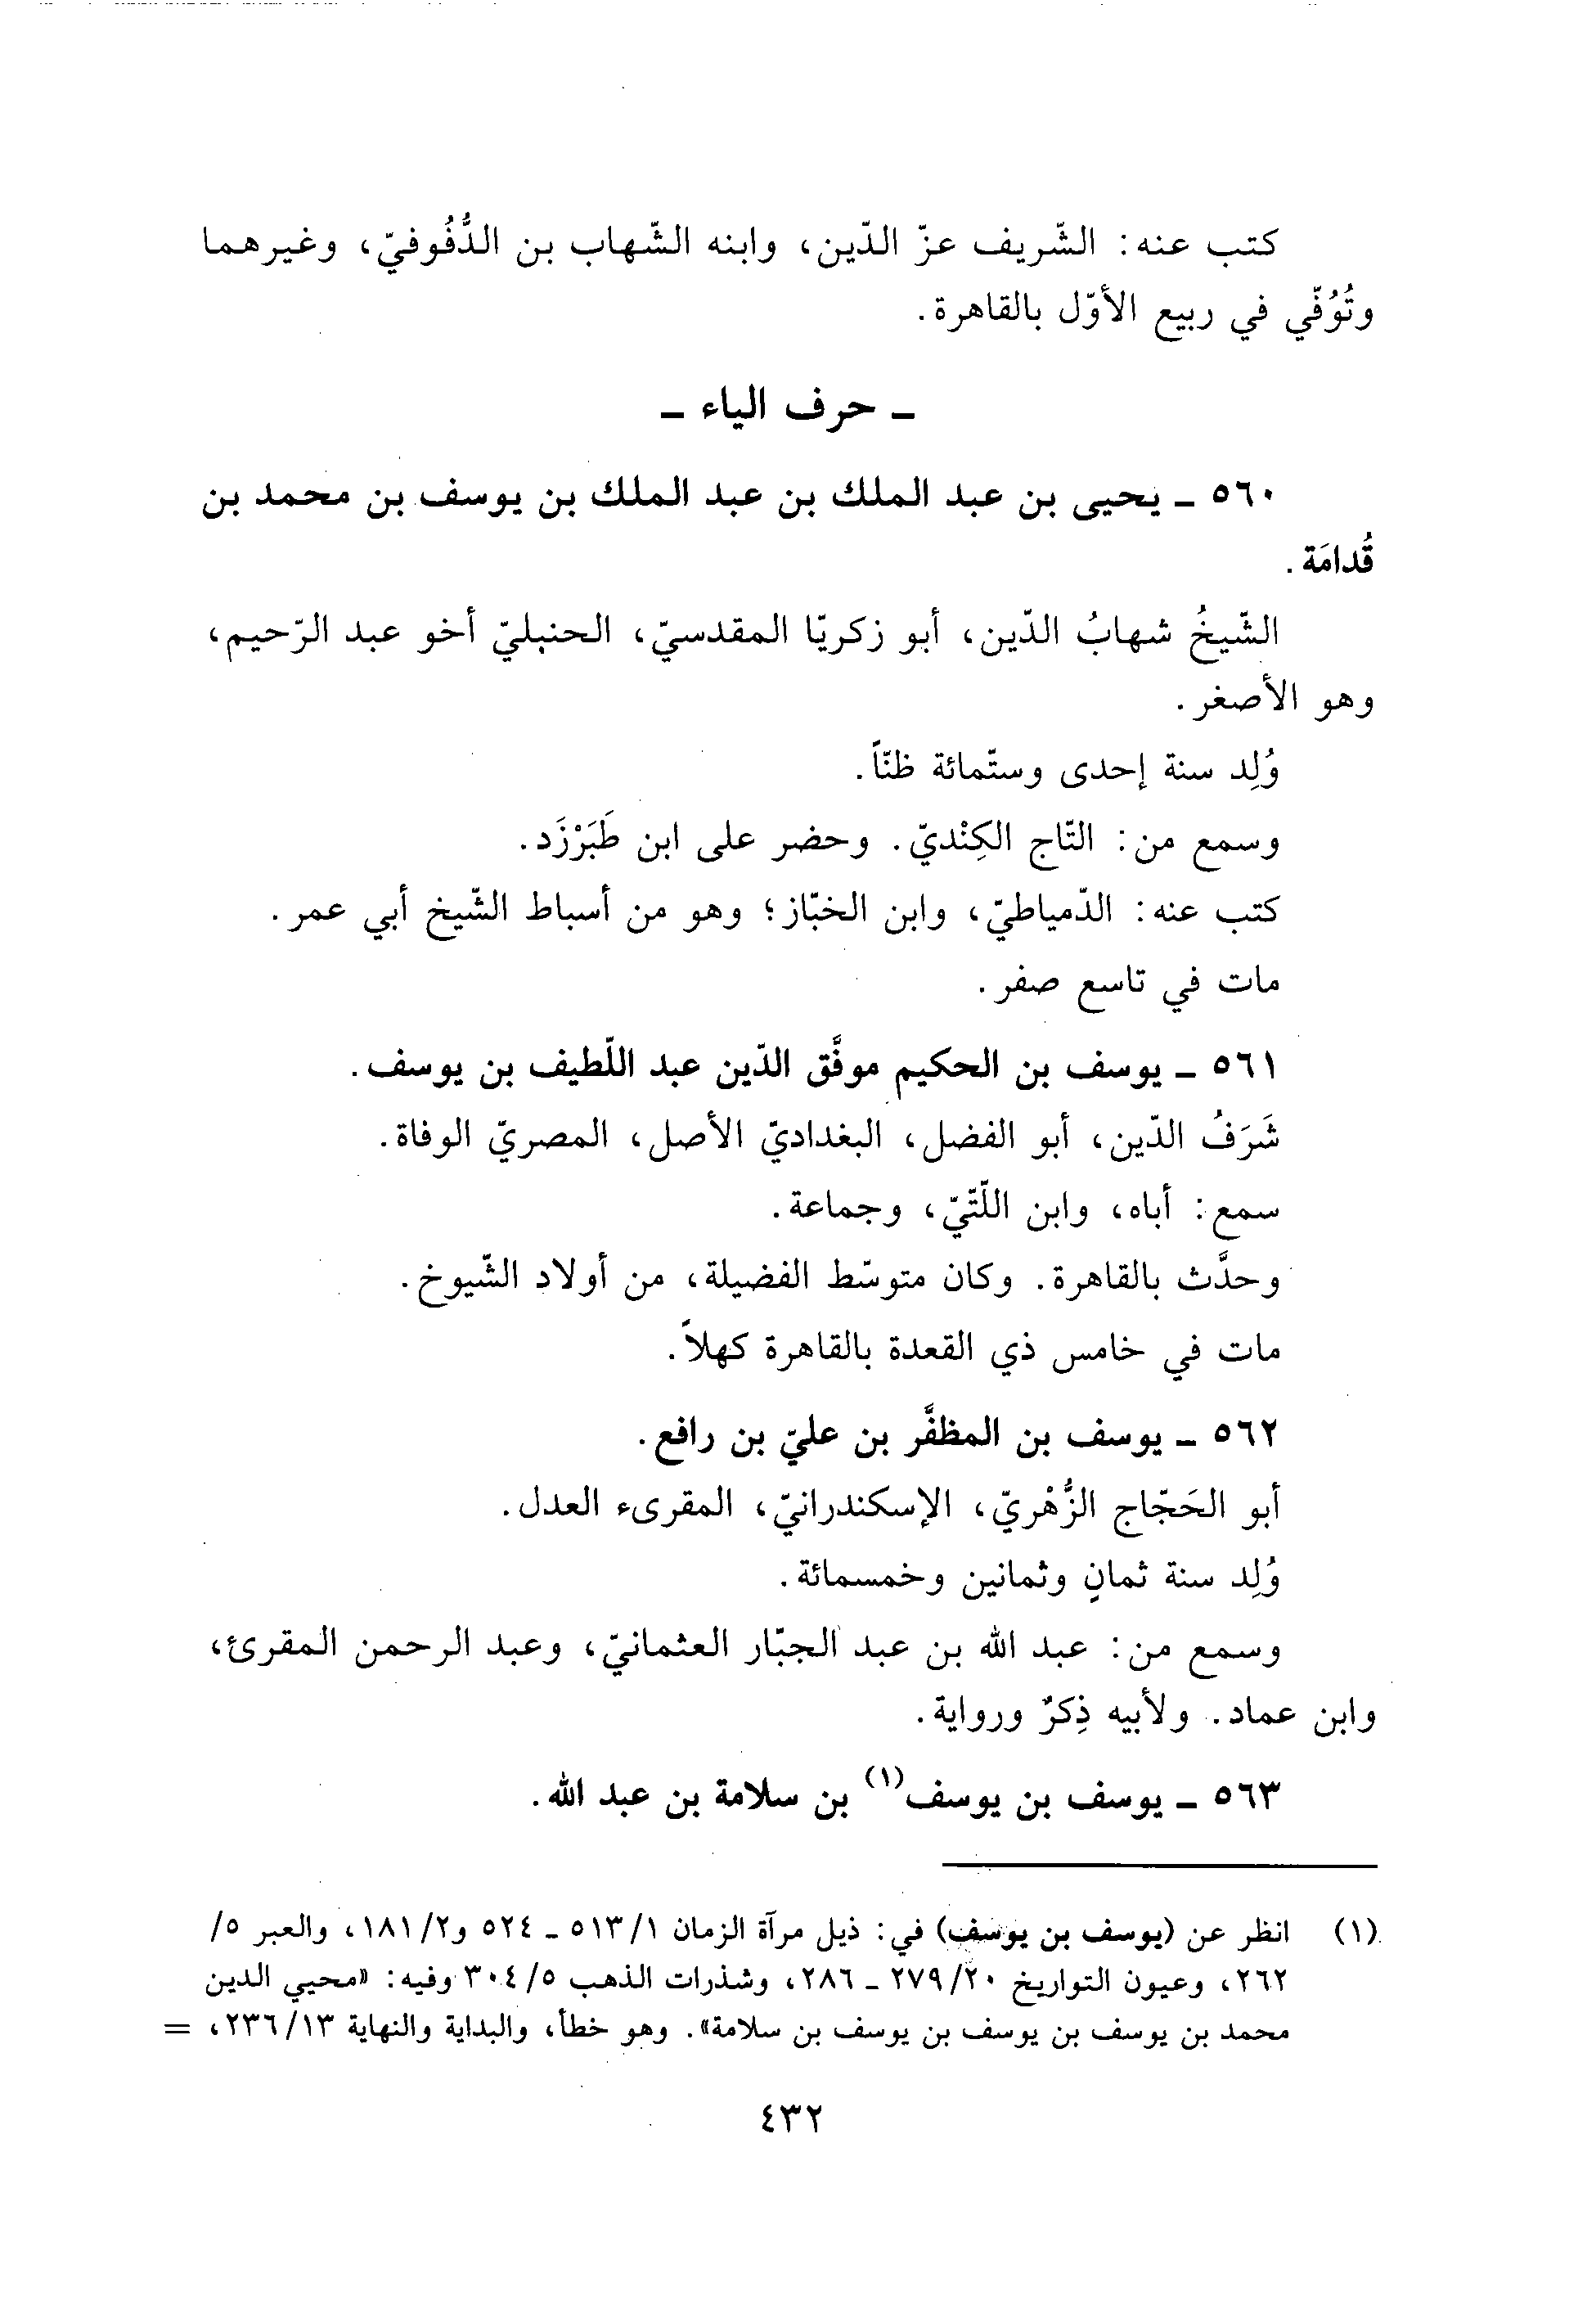 كتب عنه: الشّريف عزّ الدّين، وابنه الشّهاب بن الدُّفُوفيّ، وغيرهما
وتُوُفّي في ربيع الأوّل بالقاهرة.
ـ حرف الياء ـ
٥٦٠ ـ يحيى بن عبد الملك بن عبد الملك بن يوسف بن محمد بن
قُدامَة.
الشّيخُ شهابُ الدّين، أبو زكريّا المقدسيّ، الحنبليّ أخو عبد الرّحيم،
وهو الأصغر.
وُلِد سنة إحدى وستّمائة ظنّاً.
وسمع من: التّاج الكِنْديّ. وحضر على ابن طَبَرْزَد.
كتب عنه: الدّمياطيّ، وابن الخبّاز؛ وهو من أسباط الشّيخ أبي عمر.
مات في تاسع صفر.
٥٦١ ـ يوسف بن الحكيم موفَّق الدّين عبد اللّطيف بن يوسف.
شَرَفُ الدّين، أبو الفضل، البغداديّ الأصل، المصريّ الوفاة.
سمع: أباه، وابن اللّتّيّ، وجماعة.
وحدَّث بالقاهرة. وكان متوسّط الفضيلة، من أولاد الشّيوخ.
مات في خامس ذي القعدة بالقاهرة كهلاً.
٥٦٢ ـ يوسف بن المظفَّر بن عليّ بن رافع.
أبو الحَجّاج الزُّهْريّ، الإسكندرانيّ، المقرىء العدل.
وُلِد سنة ثمانٍ وثمانين وخمسمائة.
وسمع من: عبد الله بن عبد الجبّار العثمانيّ، وعبد الرحمن المقرئ،
وابن عماد. ولأبيه ذِكرٌ ورواية.
٥٦٣ ـ يوسف بن يوسف(١) بن سلامة بن عبد الله.
(١) انظر عن (يوسف بن يوسف) في: ذيل مرآة الزمان ٥١٣/١ ـ ٥٢٤ و١٨١/٢، والعبر ٥/
٢٦٢، وعيون التواريخ ٢٧٩/٢٠ ـ ٢٨٦، وشذرات الذهب ٣٠٤/٥ وفيه: «محيي الدين
محمد بن يوسف بن يوسف بن يوسف بن سلامة». وهو خطأ، والبداية والنهاية ٢٣٦/١٣، =
٤٣٢